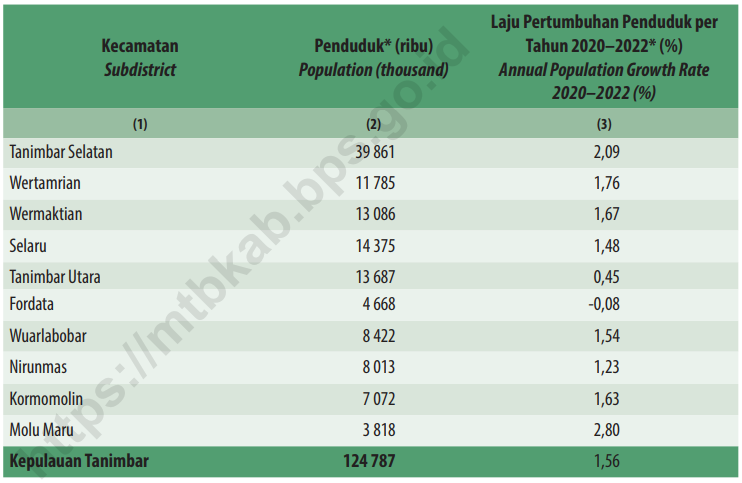 Kecamatan
Subdistrict
Penduduk* (ribu)
Population (thousand)
Laju Pertumbuhan Penduduk per
Tahun 2020–2022* (%)
Annual Population Growth Rate
2020–2022 (%)
(1) (2) (3)
Tanimbar Selatan 39 861 2,09
Wertamrian 11 785 1,76
Wermaktian 13 086 1,67
Selaru 14 375 1,48
Tanimbar Utara 13 687 0,45
Fordata 4 668 -0,08
Wuarlabobar 8 422 1,54
Nirunmas 8 013 1,23
Kormomolin 7 072 1,63
Molu Maru 3 818 2,80
Kepulauan Tanimbar 124 787 1,56
https://mtbkab.bps.go.id